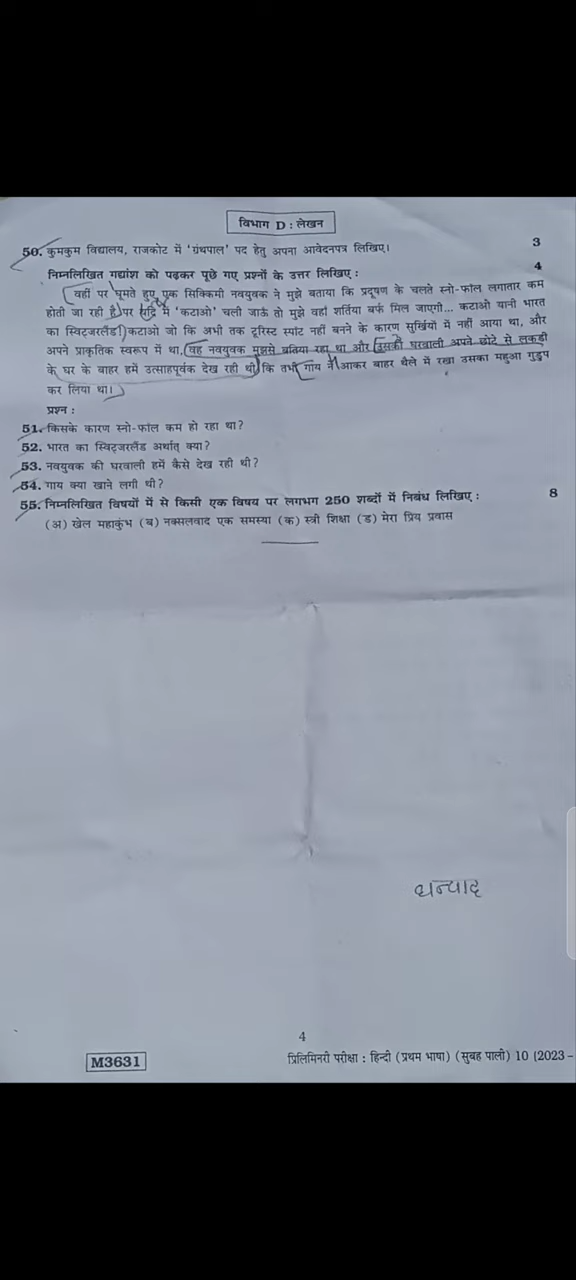 विभाग D : लेखन
50. कुमकुम विद्यालय, राजकोट में 'ग्रंथपाल' पद हेतु अपना आवेदनपत्र लिखिए। 3
निम्नलिखित गद्यांश को पढ़कर पूछे गए प्रश्नों के उत्तर लिखिए : 4
वहीं पर घूमते हुए एक सिक्किमी नवयुवक ने मुझे बताया कि प्रदूषण के चलते स्नो-फॉल लगातार कम
होती जा रही है पर यदि मैं 'कटाओ' चली जाऊँ तो मुझे वहाँ शर्तिया बर्फ मिल जाएगी... कटाओ यानी भारत
का स्विट्जरलैंड! कटाओ जो कि अभी तक टूरिस्ट स्पॉट नहीं बनने के कारण सुर्खियों में नहीं आया था, और
अपने प्राकृतिक स्वरूप में था, वह नवयुवक मुझसे बतिया रहा था और उसकी घरवाली अपने छोटे से लकड़ी
के घर के बाहर हमें उत्साहपूर्वक देख रही थी कि तभी गाय ने आकर बाहर थैले में रखा उसका महुआ गुडुप
कर लिया था।
प्रश्न :
51. किसके कारण स्नो-फॉल कम हो रहा था?
52. भारत का स्विट्जरलैंड अर्थात् क्या?
53. नवयुवक की घरवाली हमें कैसे देख रही थी?
54. गाय क्या खाने लगी थी?
55. निम्नलिखित विषयों में से किसी एक विषय पर लगभग 250 शब्दों में निबंध लिखिए : 8
(अ) खेल महाकुंभ (ब) नक्सलवाद एक समस्या (क) स्त्री शिक्षा (ड) मेरा प्रिय प्रवास
धन्याद
4
M3631 प्रिलिमिनरी परीक्षा : हिन्दी (प्रथम भाषा) (सुबह पाली) 10 (2023 -